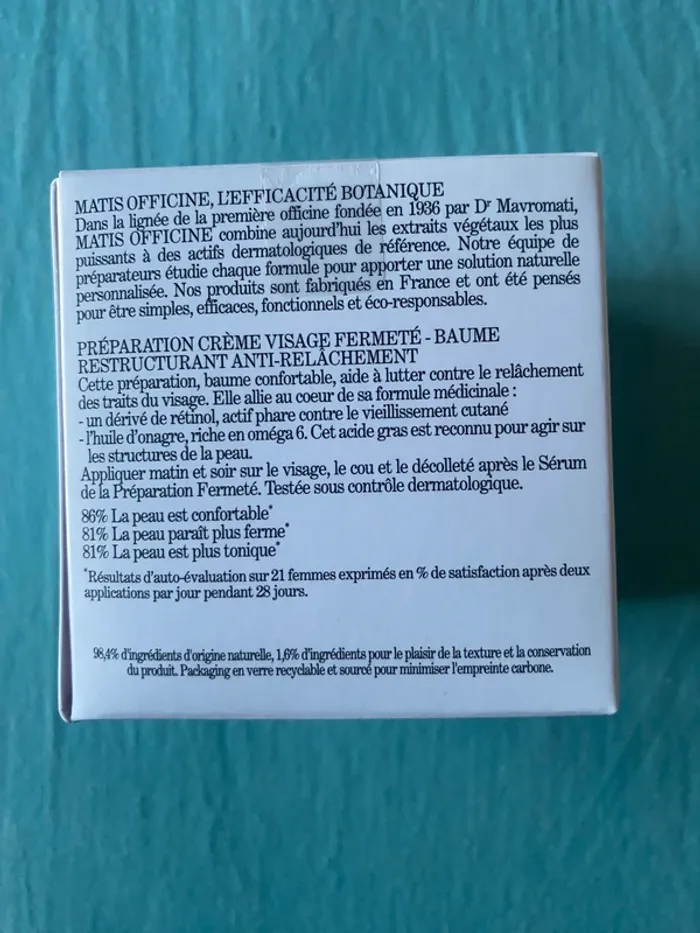 MATIS OFFICINE, L'EFFICACITÉ BOTANIQUE
Dans la lignée de la première officine fondée en 1936 par Dr Mavromati,
MATIS OFFICINE combine aujourd'hui les extraits végétaux les plus
puissants à des actifs dermatologiques de référence. Notre équipe de
préparateurs étudie chaque formule pour apporter une solution naturelle
personnalisée. Nos produits sont fabriqués en France et ont été pensés
pour être simples, efficaces, fonctionnels et éco-responsables.
PRÉPARATION CRÈME VISAGE FERMETÉ - BAUME
RESTRUCTURANT ANTI-RELÂCHEMENT
Cette préparation, baume confortable, aide à lutter contre le relâchement
des traits du visage. Elle allie au coeur de sa formule médicinale :
- un dérivé de rétinol, actif phare contre le vieillissement cutané
- l'huile d'onagre, riche en oméga 6. Cet acide gras est reconnu pour agir sur
les structures de la peau.
Appliquer matin et soir sur le visage, le cou et le décolleté après le Sérum
de la Préparation Fermeté. Testée sous contrôle dermatologique.
86% La peau est confortable*
81% La peau paraît plus ferme*
81% La peau est plus tonique*
*Résultats d'auto-évaluation sur 21 femmes exprimés en % de satisfaction après deux
applications par jour pendant 28 jours.
98,4% d'ingrédients d'origine naturelle, 1,6% d'ingrédients pour le plaisir de la texture et la conservation
du produit. Packaging en verre recyclable et sourcé pour minimiser l'empreinte carbone.